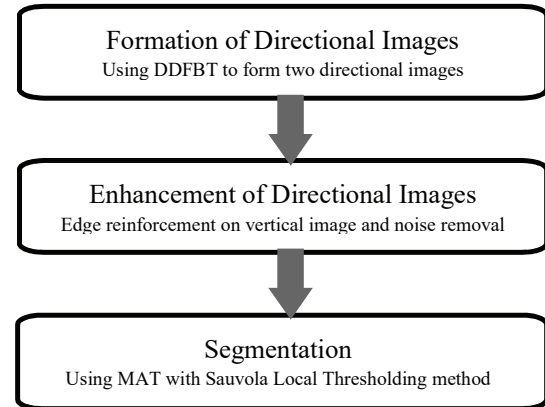 Formation of Directional Images
Using DDFBT to form two directional images
Enhancement of Directional Images
Edge reinforcement on vertical image and noise removal
Segmentation
Using MAT with Sauvola Local Thresholding method